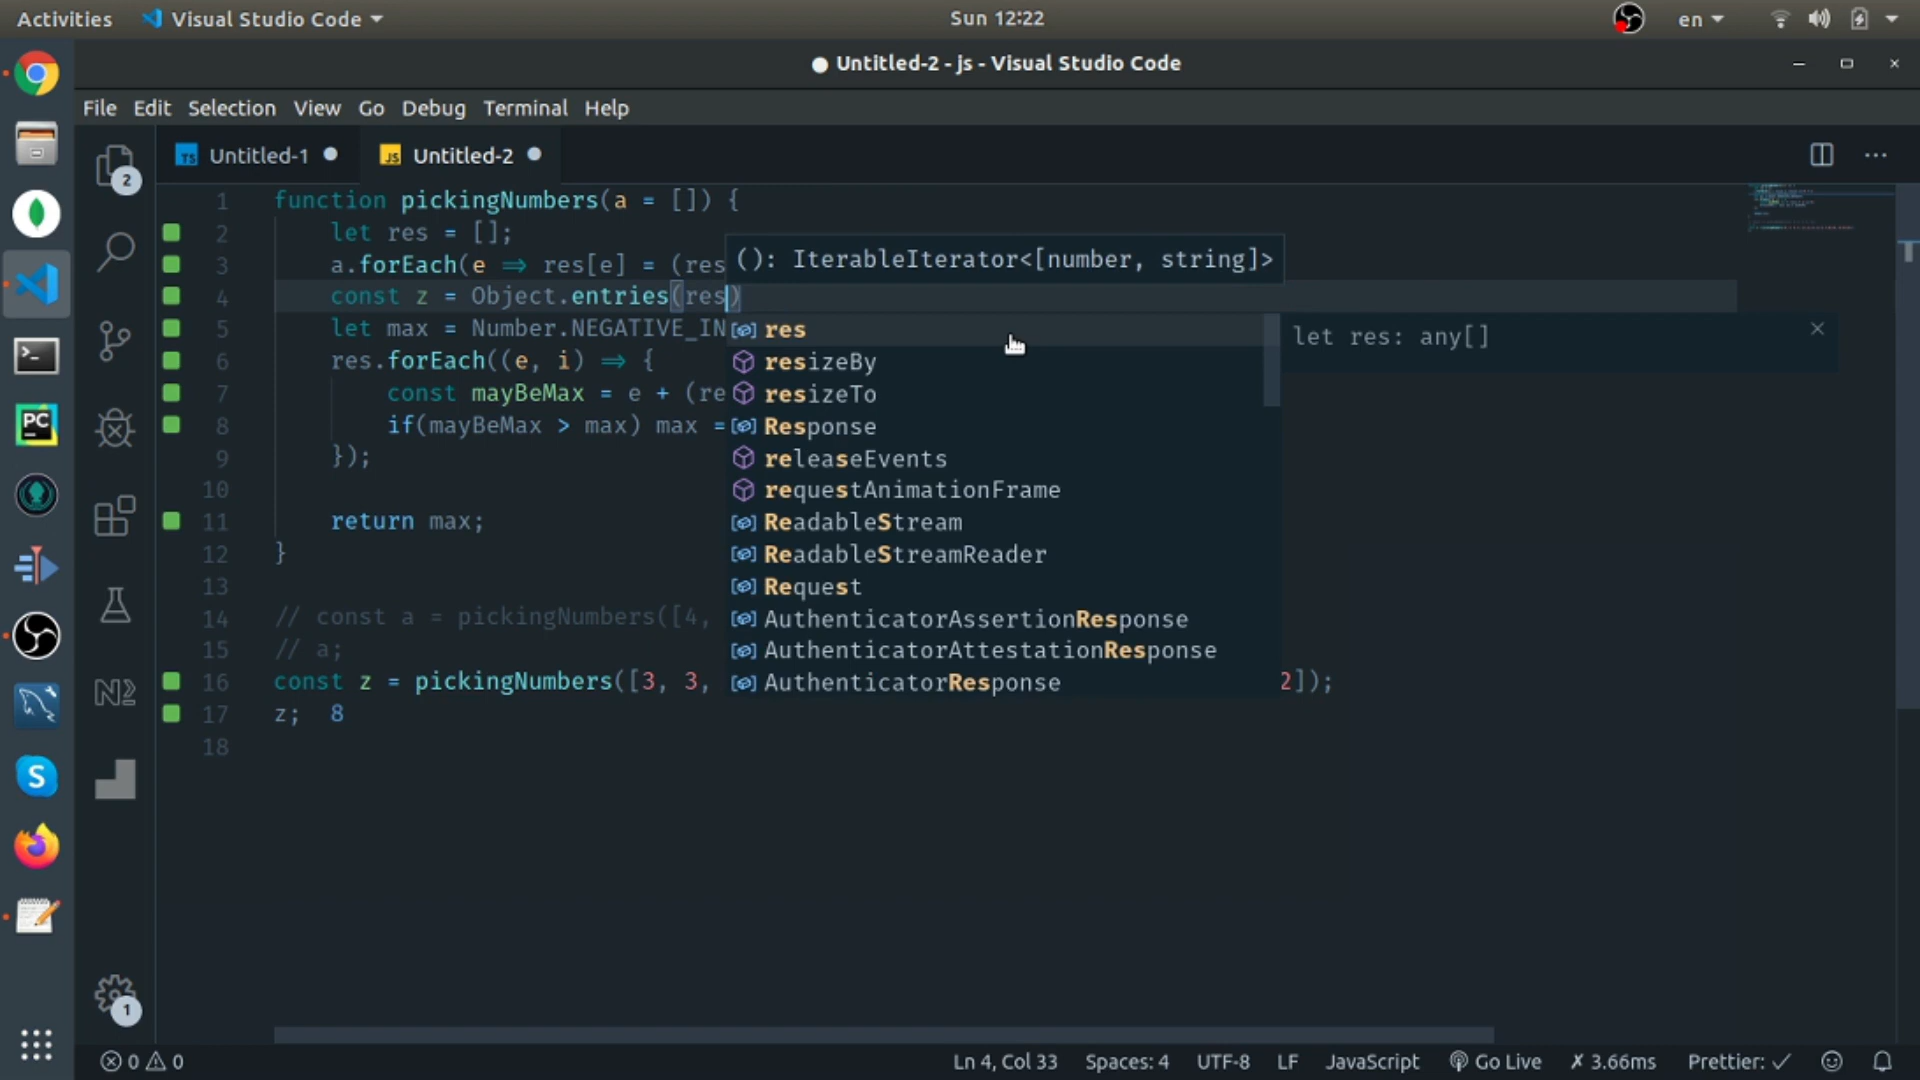 Activities
Visual Studio Code
Sun 12:22
en
● Untitled-2 - js - Visual Studio Code
File Edit Selection View Go Debug Terminal Help
TS Untitled-1
JS Untitled-2
2
1 function pickingNumbers(a = []) {
2 let res = [];
3 a.forEach(e => res[e] = (res
(): IterableIterator<[number, string]>
4 const z = Object.entries(res)
5 let max = Number.NEGATIVE_IN
6 res.forEach((e, i) => {
7 const mayBeMax = e + (re
8 if(mayBeMax > max) max =
9 });
10
11 return max;
12 }
13
14 // const a = pickingNumbers([4,
15 // a;
16 const z = pickingNumbers([3, 3, 2]);
17 z; 8
18
res
resizeBy
resizeTo
Response
releaseEvents
requestAnimationFrame
ReadableStream
ReadableStreamReader
Request
AuthenticatorAssertionResponse
AuthenticatorAttestationResponse
AuthenticatorResponse
let res: any[]
PC
N
S
1
0 0
Ln 4, Col 33
Spaces: 4
UTF-8
LF
JavaScript
Go Live
✗ 3.66ms
Prettier: ✓